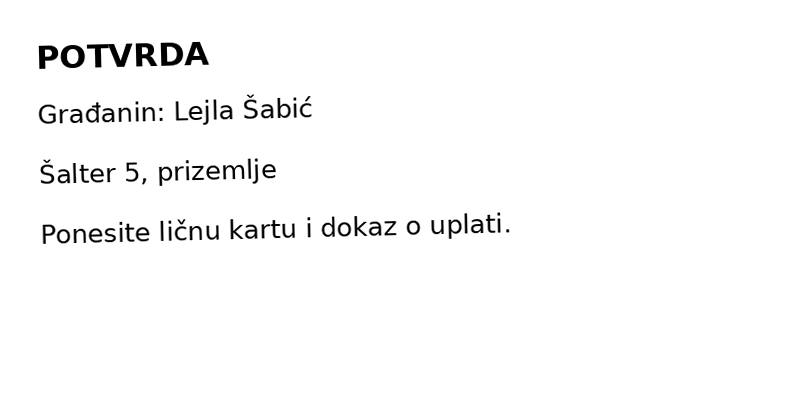 POTVRDA
Građanin: Lejla Šabić
Šalter 5, prizemlje
Ponesite ličnu kartu i dokaz o uplati.